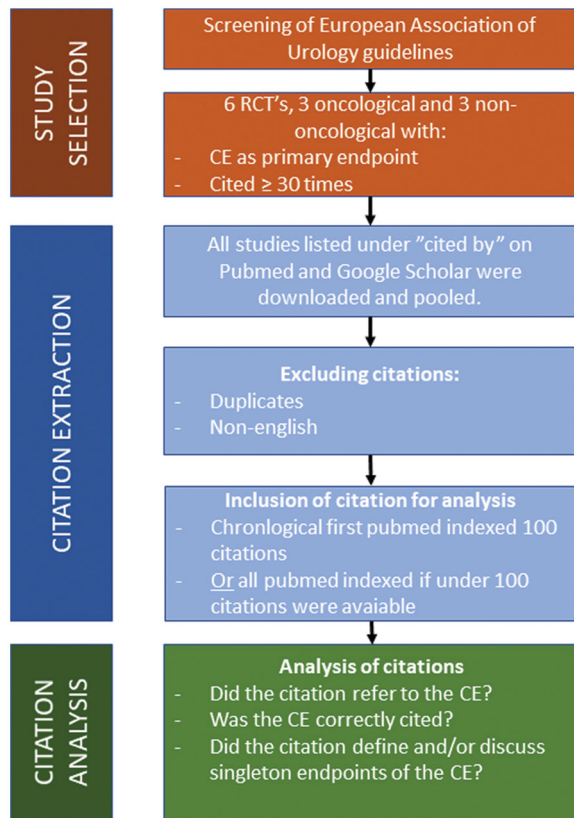 STUDY
SELECTION
Screening of European Association of
Urology guidelines
6 RCT's, 3 oncological and 3 non-
oncological with:
- CE as primary endpoint
- Cited ≥ 30 times
CITATION EXTRACTION
All studies listed under ”cited by” on
Pubmed and Google Scholar were
downloaded and pooled.
Excluding citations:
- Duplicates
- Non-english
Inclusion of citation for analysis
- Chronlogical first pubmed indexed 100
citations
- Or all pubmed indexed if under 100
citations were avaiable
CITATION
ANALYSIS
Analysis of citations
- Did the citation refer to the CE?
- Was the CE correctly cited?
- Did the citation define and/or discuss
singleton endpoints of the CE?